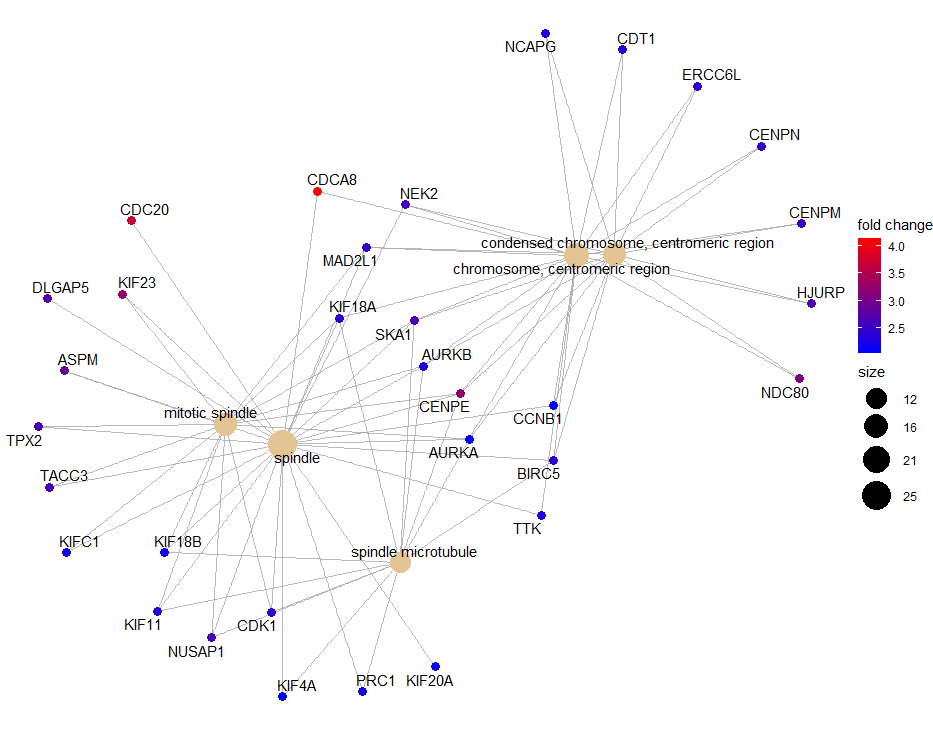 NCAPG
CDT1
ERCC6L
CENPN
CDCA8
NEK2
CDC20
CENPM
fold change
condensed chromosome, centromeric region
4.0
MAD2L1
chromosome, centromeric region
3.5
DLGAP5
KIF23
HJURP
3.0
KIF18A
SKA1
2.5
ASPM
AURKB
size
NDC80
12
CENPE
mitotic spindle
CCNB1
16
TPX2
AURKA
spindle
21
TACC3
BIRC5
25
TTK
KIFC1
KIF18B
spindle microtubule
KIF11
CDK1
NUSAP1
KIF4A
PRC1
KIF20A